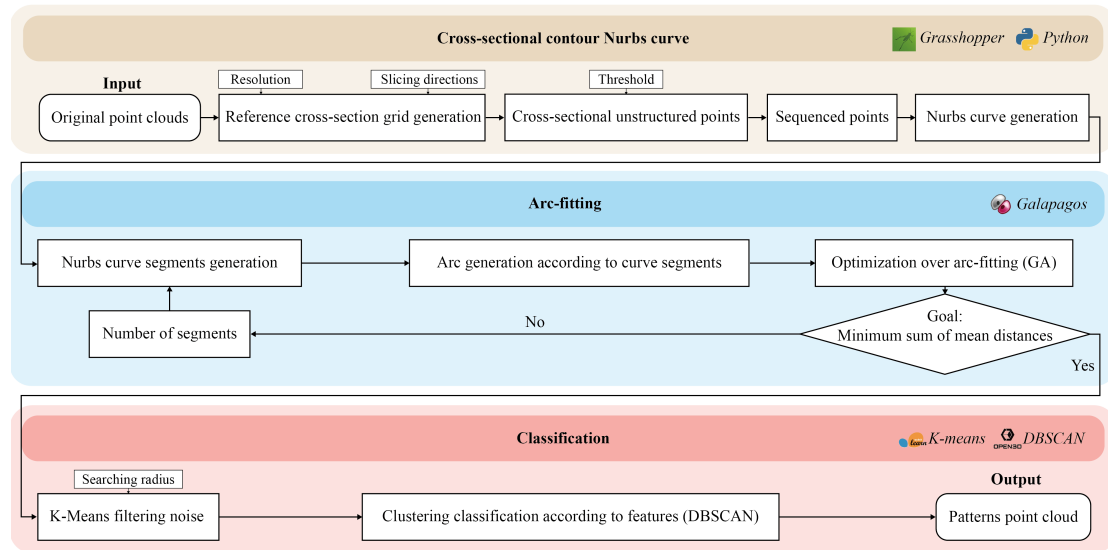 Cross-sectional contour Nurbs curve
Grasshopper
Python
Input
Resolution
Slicing directions
Threshold
Original point clouds
Reference cross-section grid generation
Cross-sectional unstructured points
Sequenced points
Nurbs curve generation
Arc-fitting
Galapagos
Nurbs curve segments generation
Arc generation according to curve segments
Optimization over arc-fitting (GA)
Number of segments
No
Goal:
Minimum sum of mean distances
Yes
Classification
learn
K-means
OPEN3D
DBSCAN
Searching radius
Output
K-Means filtering noise
Clustering classification according to features (DBSCAN)
Patterns point cloud